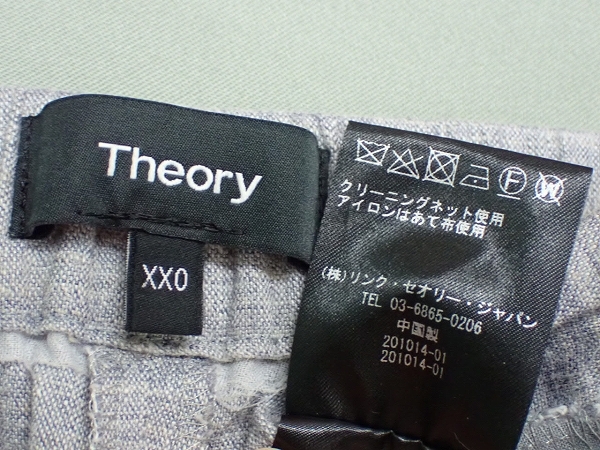 Theory
XX0
F W
クリーニングネット使用
アイロンはあて布使用
(株)リンク・セオリー・ジャパン
TEL 03-6865-0206
中国製
201014-01
201014-01